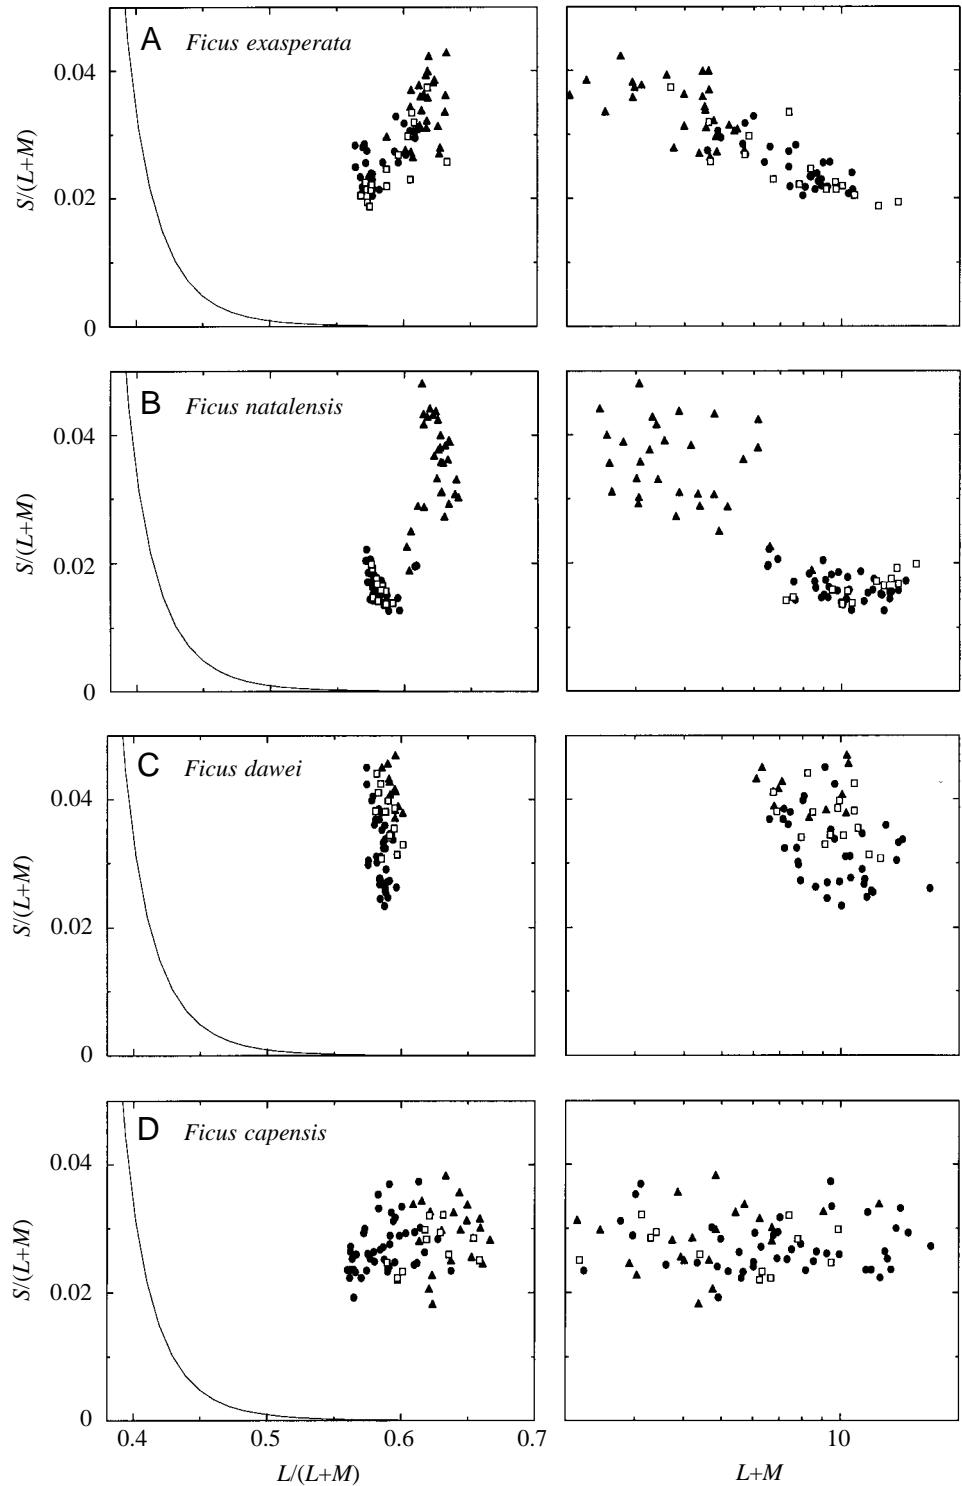 A Ficus exasperata
0.04
0.02
0
S/(L+M)
B Ficus natalensis
0.04
0.02
0
S/(L+M)
C Ficus dawei
0.04
0.02
0
S/(L+M)
D Ficus capensis
0.04
0.02
0
S/(L+M)
0.4 0.5 0.6 0.7 10
L/(L+M) L+M